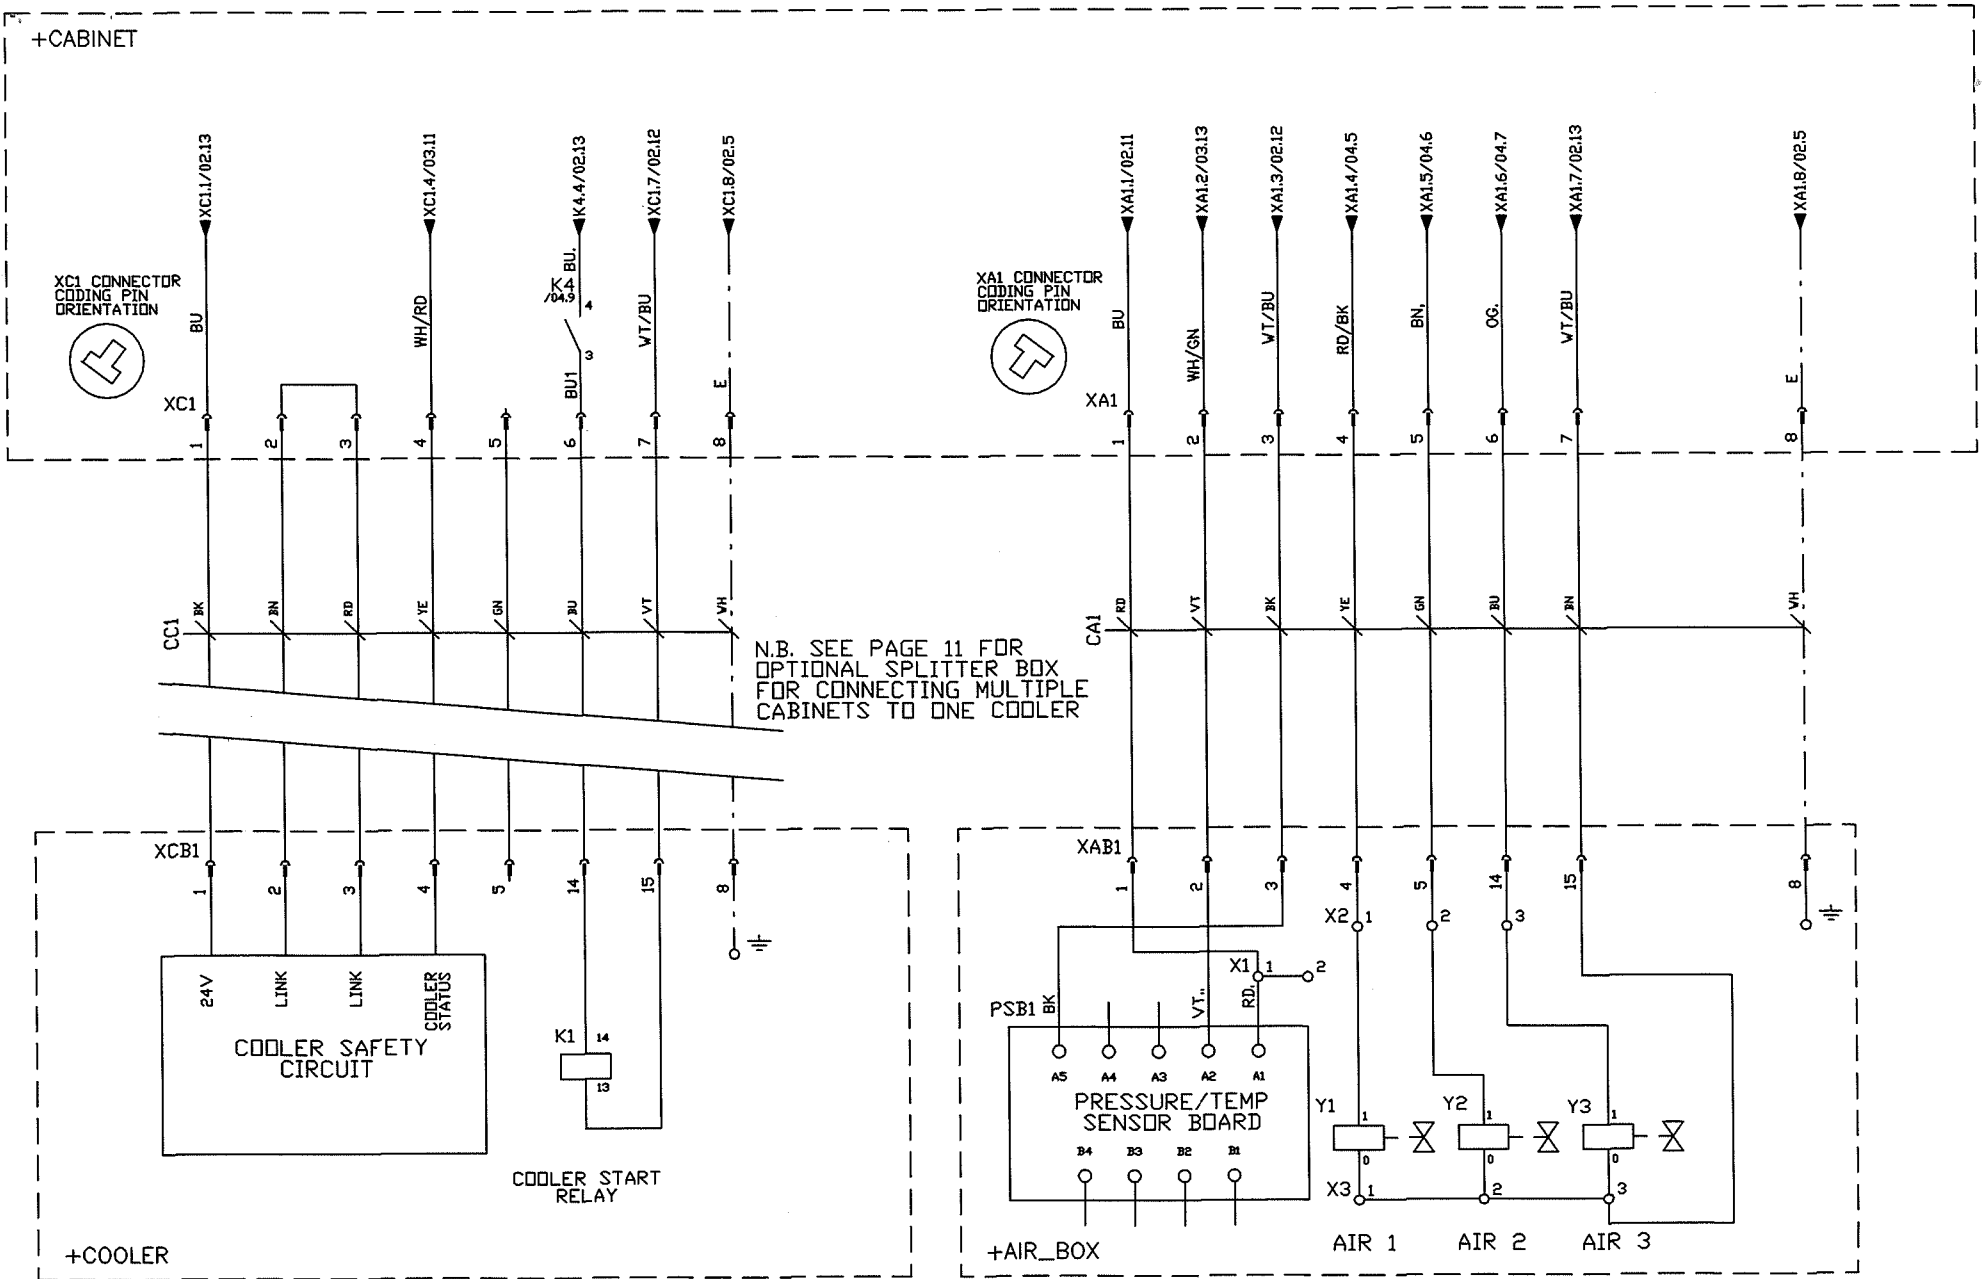 +CABINET
XC1.1/02.13
XC1.4/03.11
K4.4/02.13
XC1.7/02.12
XC1.8/02.5
XA1.1/02.11
XA1.2/03.13
XA1.3/02.12
XA1.4/04.5
XA1.5/04.6
XA1.6/04.7
XA1.7/02.13
XA1.8/02.5
XC1 CONNECTOR
CODING PIN
ORIENTATION
BU
WH/RD
BU.
K4
/04.9
4
3
BU1
WT/BU
E
XA1 CONNECTOR
CODING PIN
ORIENTATION
BU
WH/GN
WT/BU
RD/BK
BN.
OG.
WT/BU
E
XC1
1 2 3 4 5 6 7 8
XA1
1 2 3 4 5 6 7 8
CC1
BK BN RD YE GN BU VT WH
CA1
RD VT BK YE GN BU BN WH
N.B. SEE PAGE 11 FOR
OPTIONAL SPLITTER BOX
FOR CONNECTING MULTIPLE
CABINETS TO ONE COOLER
XCB1
1 2 3 4 5 14 15 8
XAB1
1 2 3 4 5 14 15 8
24V
LINK
LINK
COOLER
STATUS
COOLER SAFETY
CIRCUIT
K1
14
13
COOLER START
RELAY
+COOLER
X2 1 2 3
X1 1 2
PSB1
BK
VT..
RD.
A5 A4 A3 A2 A1
PRESSURE/TEMP
SENSOR BOARD
B4 B3 B2 B1
Y1 1 0
Y2 1 0
Y3 1 0
X3 1 2 3
AIR 1
AIR 2
AIR 3
+AIR_BOX